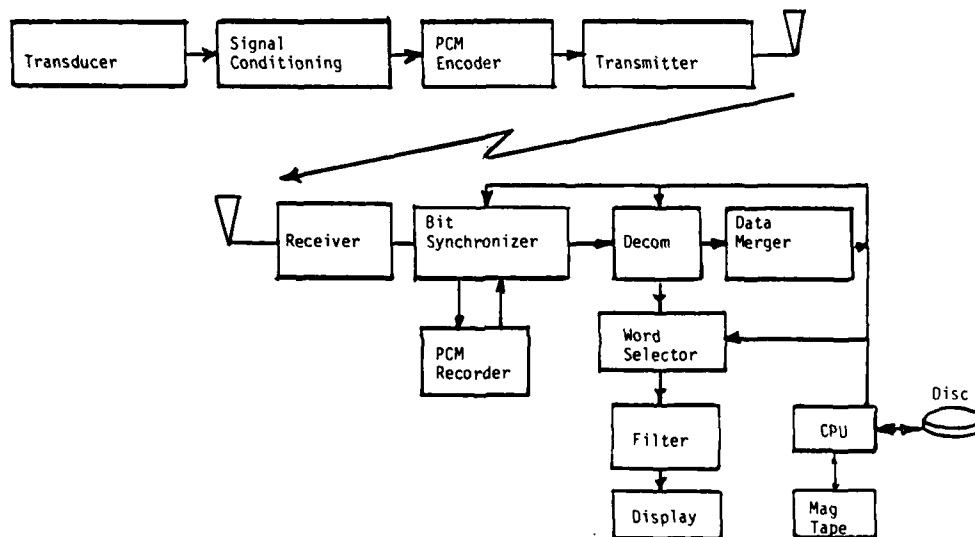 Transducer
Signal
Conditioning
PCM
Encoder
Transmitter
Receiver
Bit
Synchronizer
Decom
Data
Merger
PCM
Recorder
Word
Selector
Filter
Display
CPU
Disc
Mag
Tape